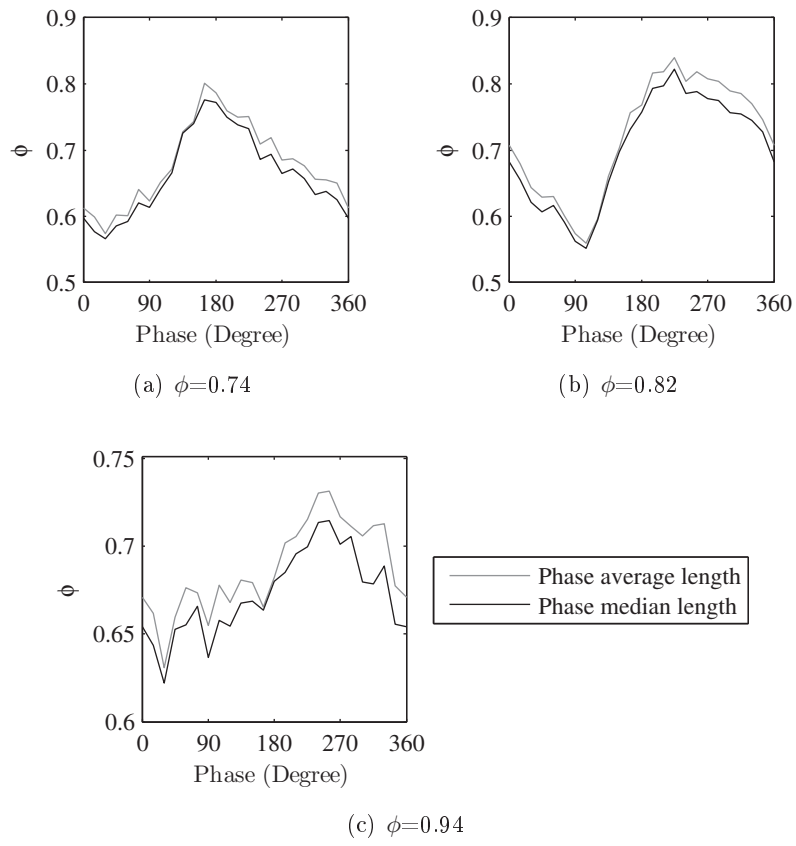 0.9
0.8
0.7
0.6
0.5
ϕ
0 90 180 270 360
Phase (Degree)
(a) ϕ=0.74
0.9
0.8
0.7
0.6
0.5
ϕ
0 90 180 270 360
Phase (Degree)
(b) ϕ=0.82
0.75
0.7
0.65
0.6
ϕ
0 90 180 270 360
Phase (Degree)
(c) ϕ=0.94
Phase average length
Phase median length